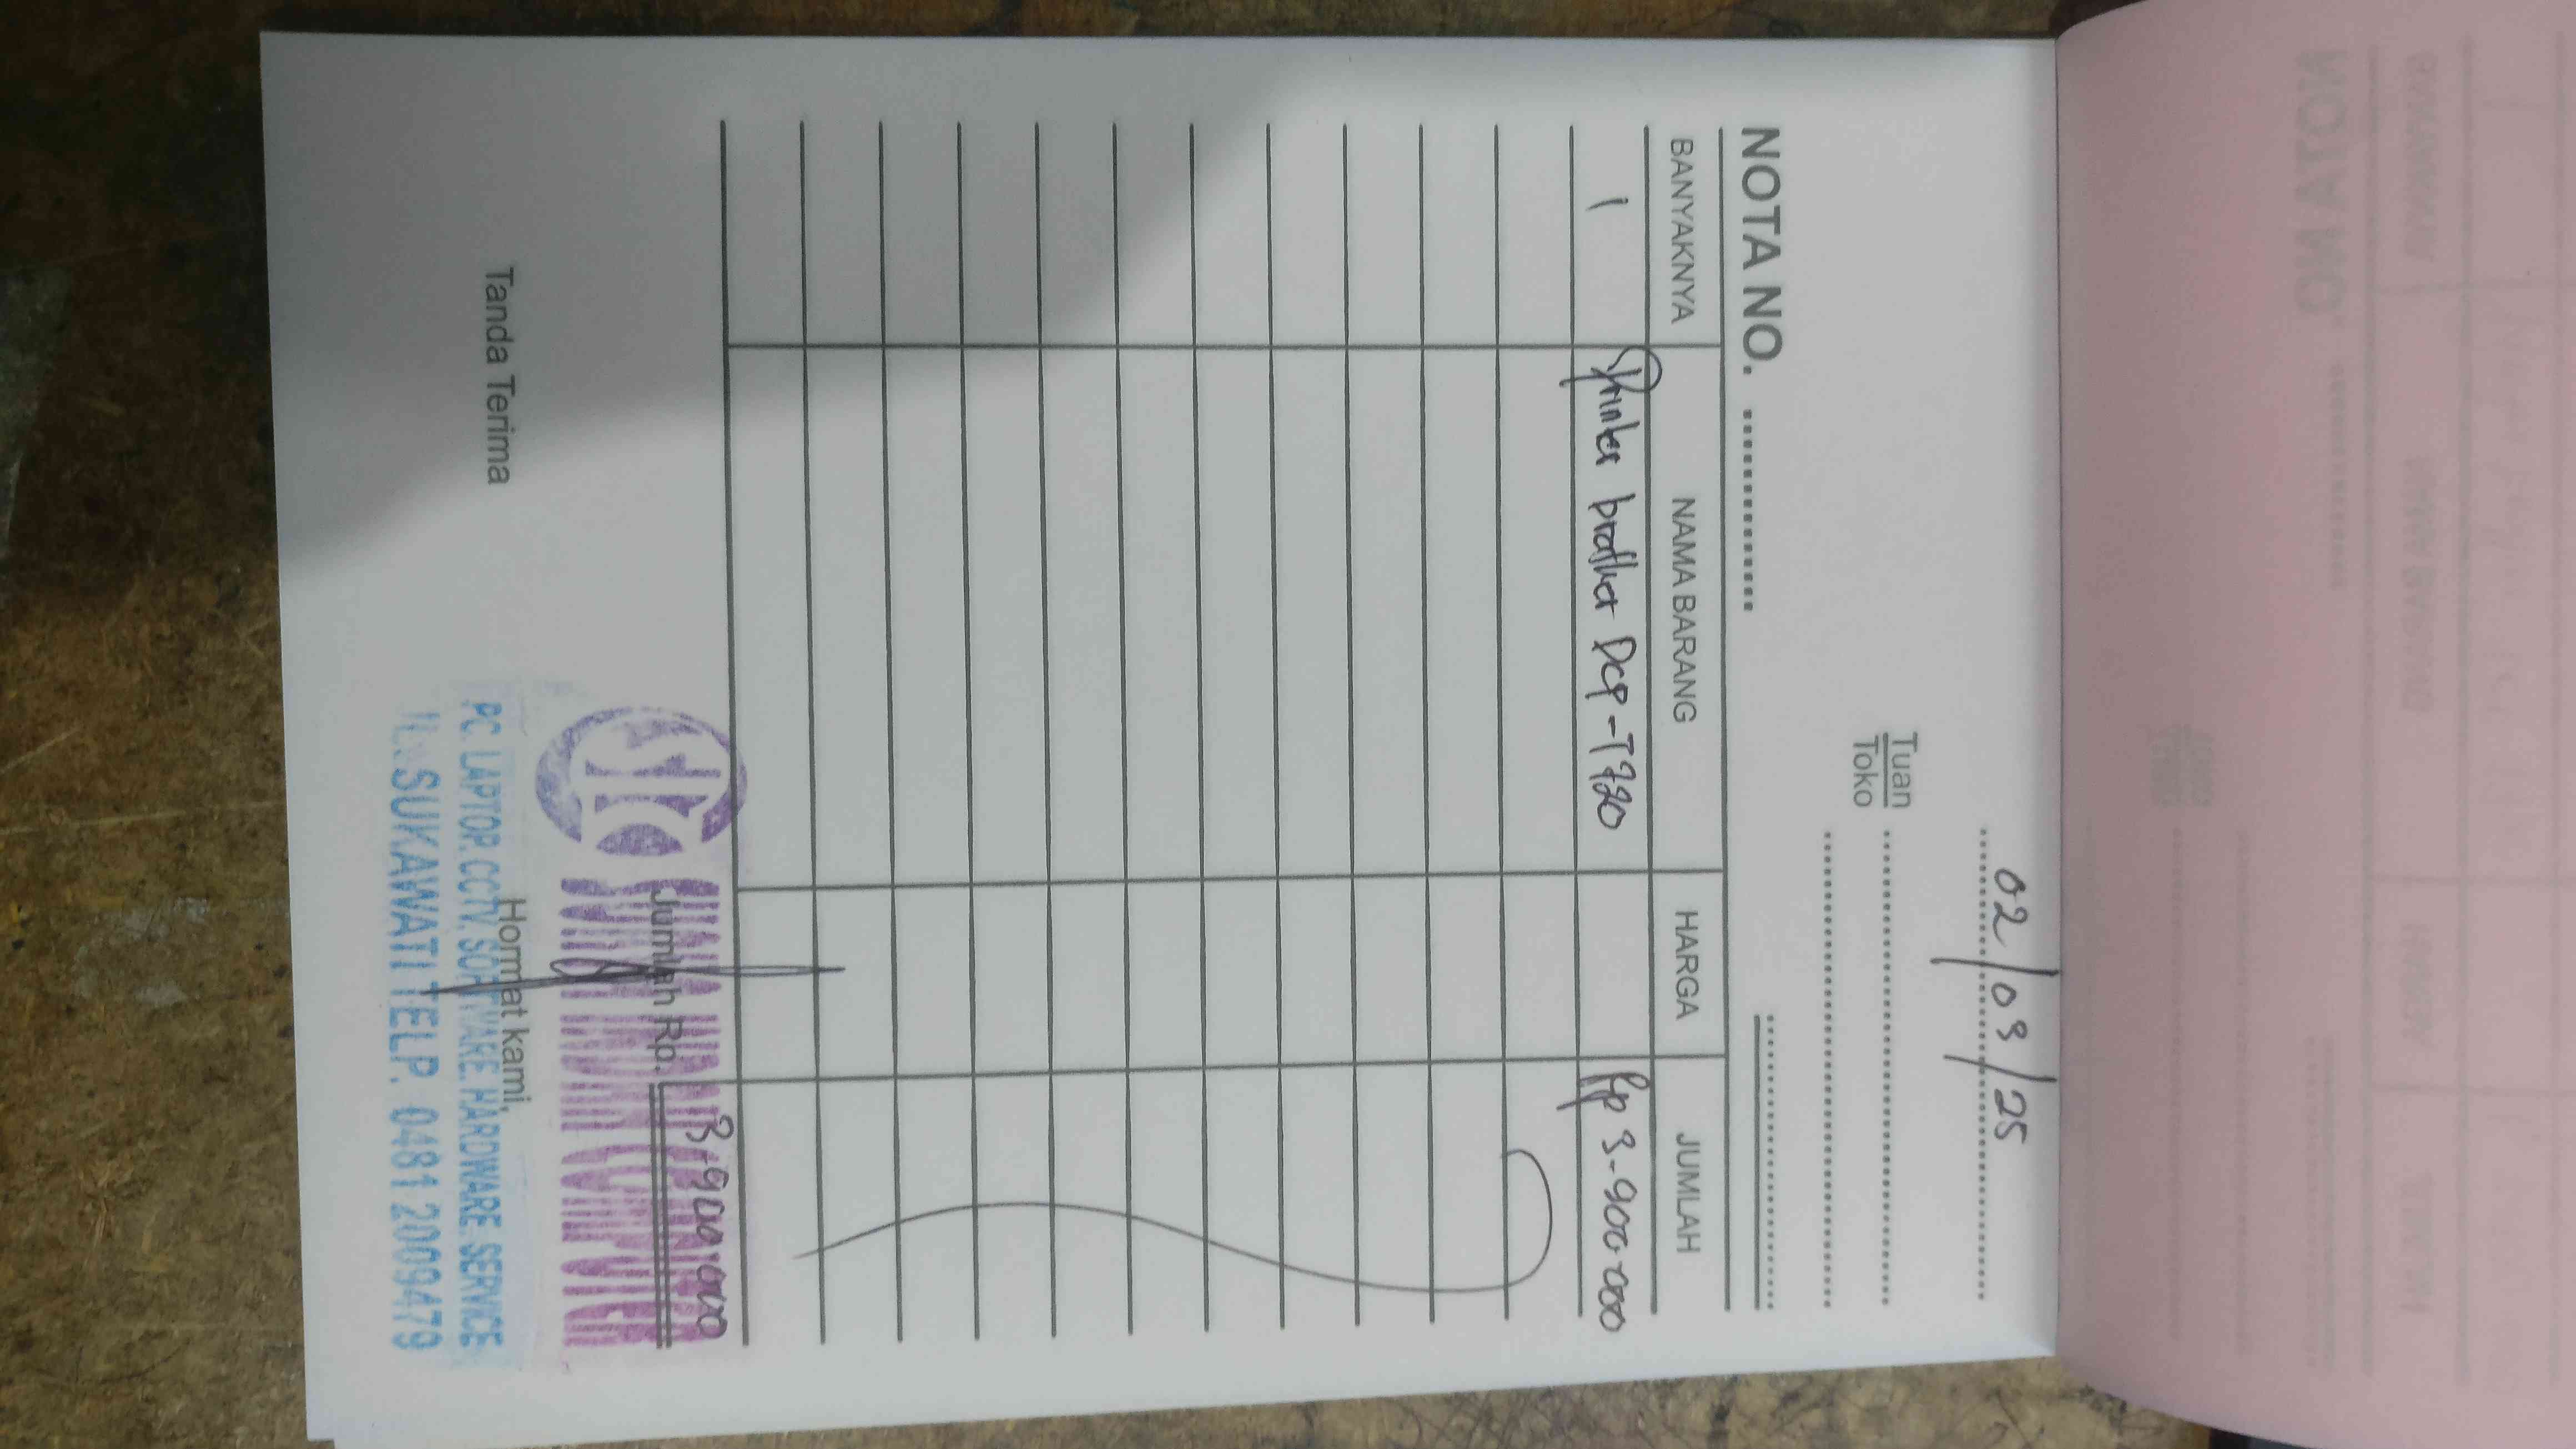 02/03/25
Tuan
Toko
NOTA NO.
BANYAKNYA NAMA BARANG HARGA JUMLAH
1 Printer brother DCP-T720 Rp 3.900.000
Jumlah Rp. 3.900.000
Tanda Terima Hormat kami,
PC. LAPTOP. CCTV. SOFTWARE. HARDWARE. SERVICE
JL. SUKAWATI TELP. 0481 2009479